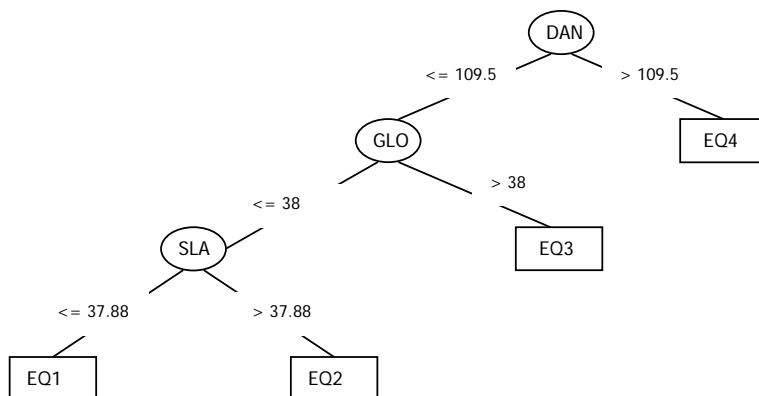 DAN
<= 109.5
> 109.5
GLO
EQ4
> 38
<= 38
SLA
EQ3
<= 37.88
> 37.88
EQ1
EQ2